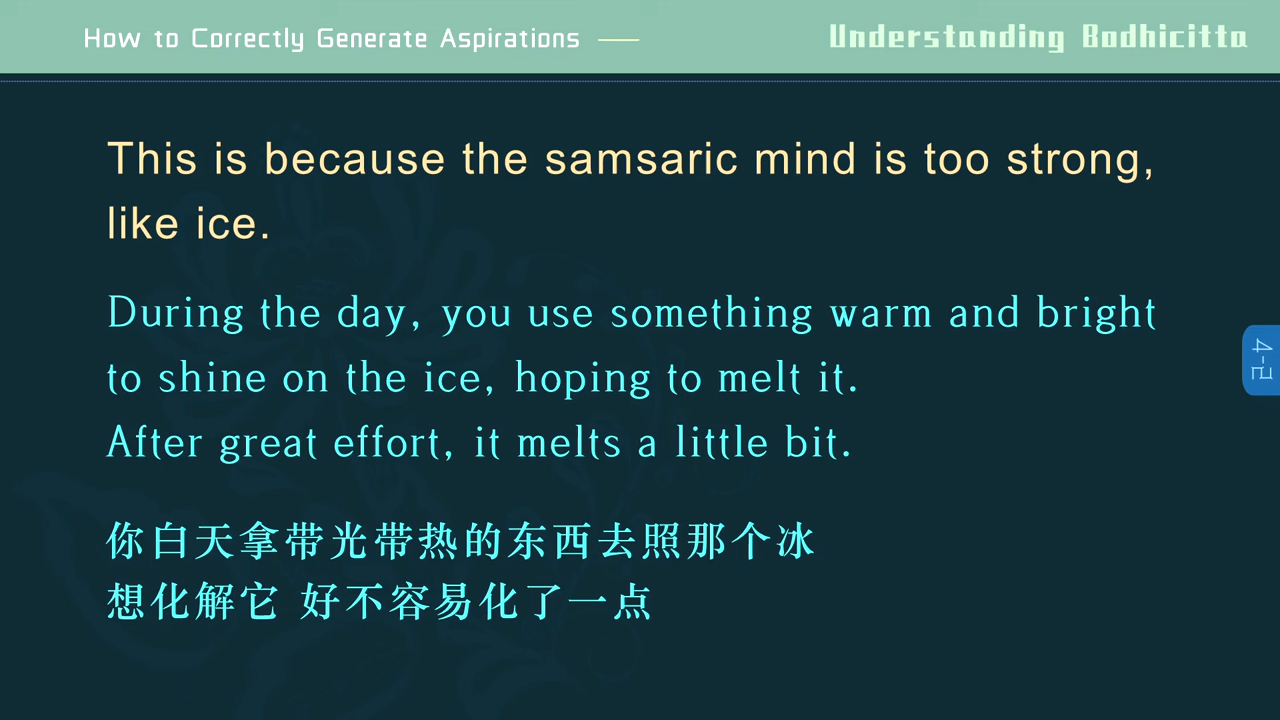 How to Correctly Generate Aspirations
Understanding Bodhicitta
This is because the samsaric mind is too strong,
like ice.
During the day, you use something warm and bright
to shine on the ice, hoping to melt it.
After great effort, it melts a little bit.
你白天拿带光带热的东西去照那个冰
想化解它 好不容易化了一点